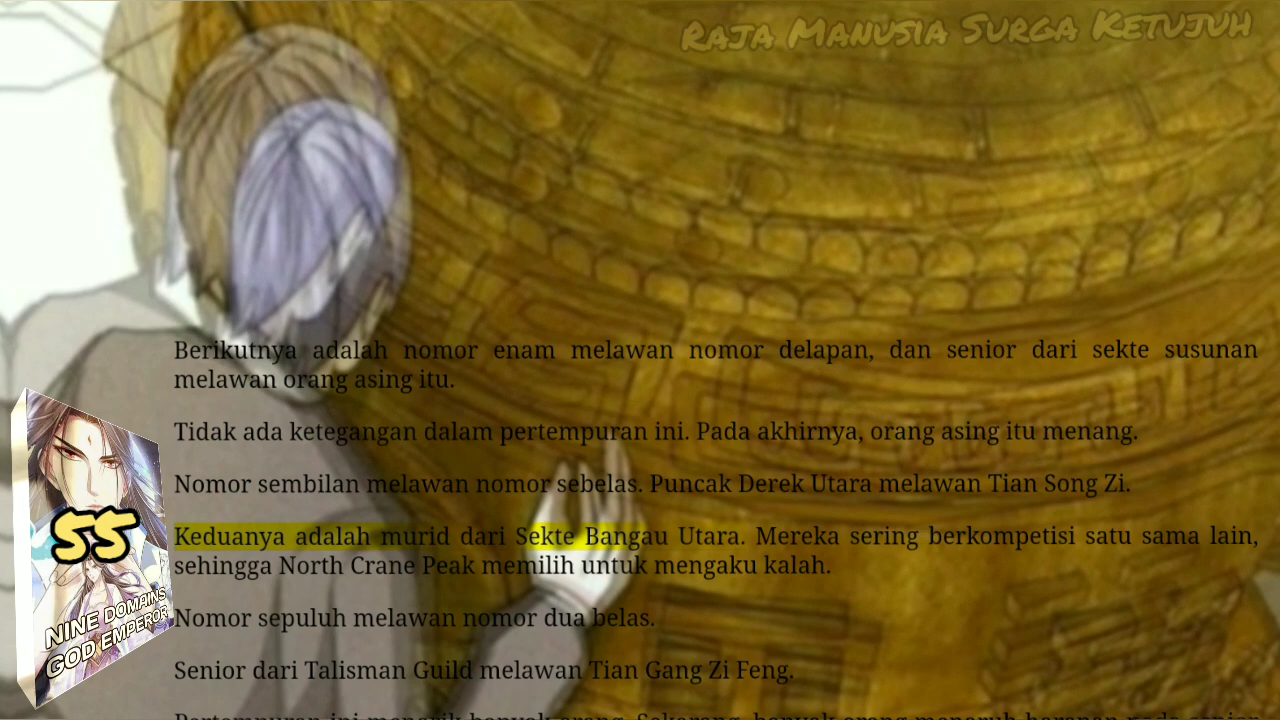 Raja Manusia Surga Ketujuh
Berikutnya adalah nomor enam melawan nomor delapan, dan senior dari sekte susunan
melawan orang asing itu.
Tidak ada ketegangan dalam pertempuran ini. Pada akhirnya, orang asing itu menang.
Nomor sembilan melawan nomor sebelas. Puncak Derek Utara melawan Tian Song Zi.
Keduanya adalah murid dari Sekte Bangau Utara. Mereka sering berkompetisi satu sama lain,
sehingga North Crane Peak memilih untuk mengaku kalah.
Nomor sepuluh melawan nomor dua belas.
Senior dari Talisman Guild melawan Tian Gang Zi Feng.
55
NINE DOMAINS
GOD EMPEROR